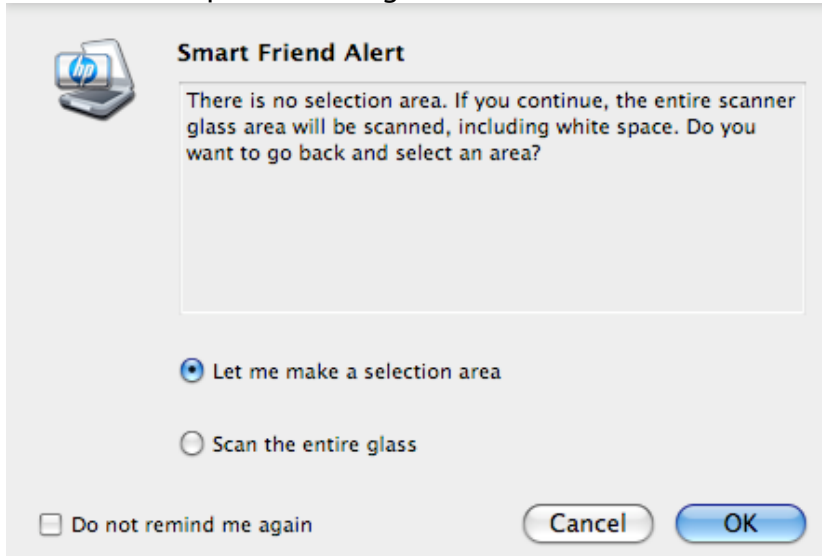 hp
Smart Friend Alert
There is no selection area. If you continue, the entire scanner
glass area will be scanned, including white space. Do you
want to go back and select an area?
Let me make a selection area
Scan the entire glass
Do not remind me again
Cancel
OK